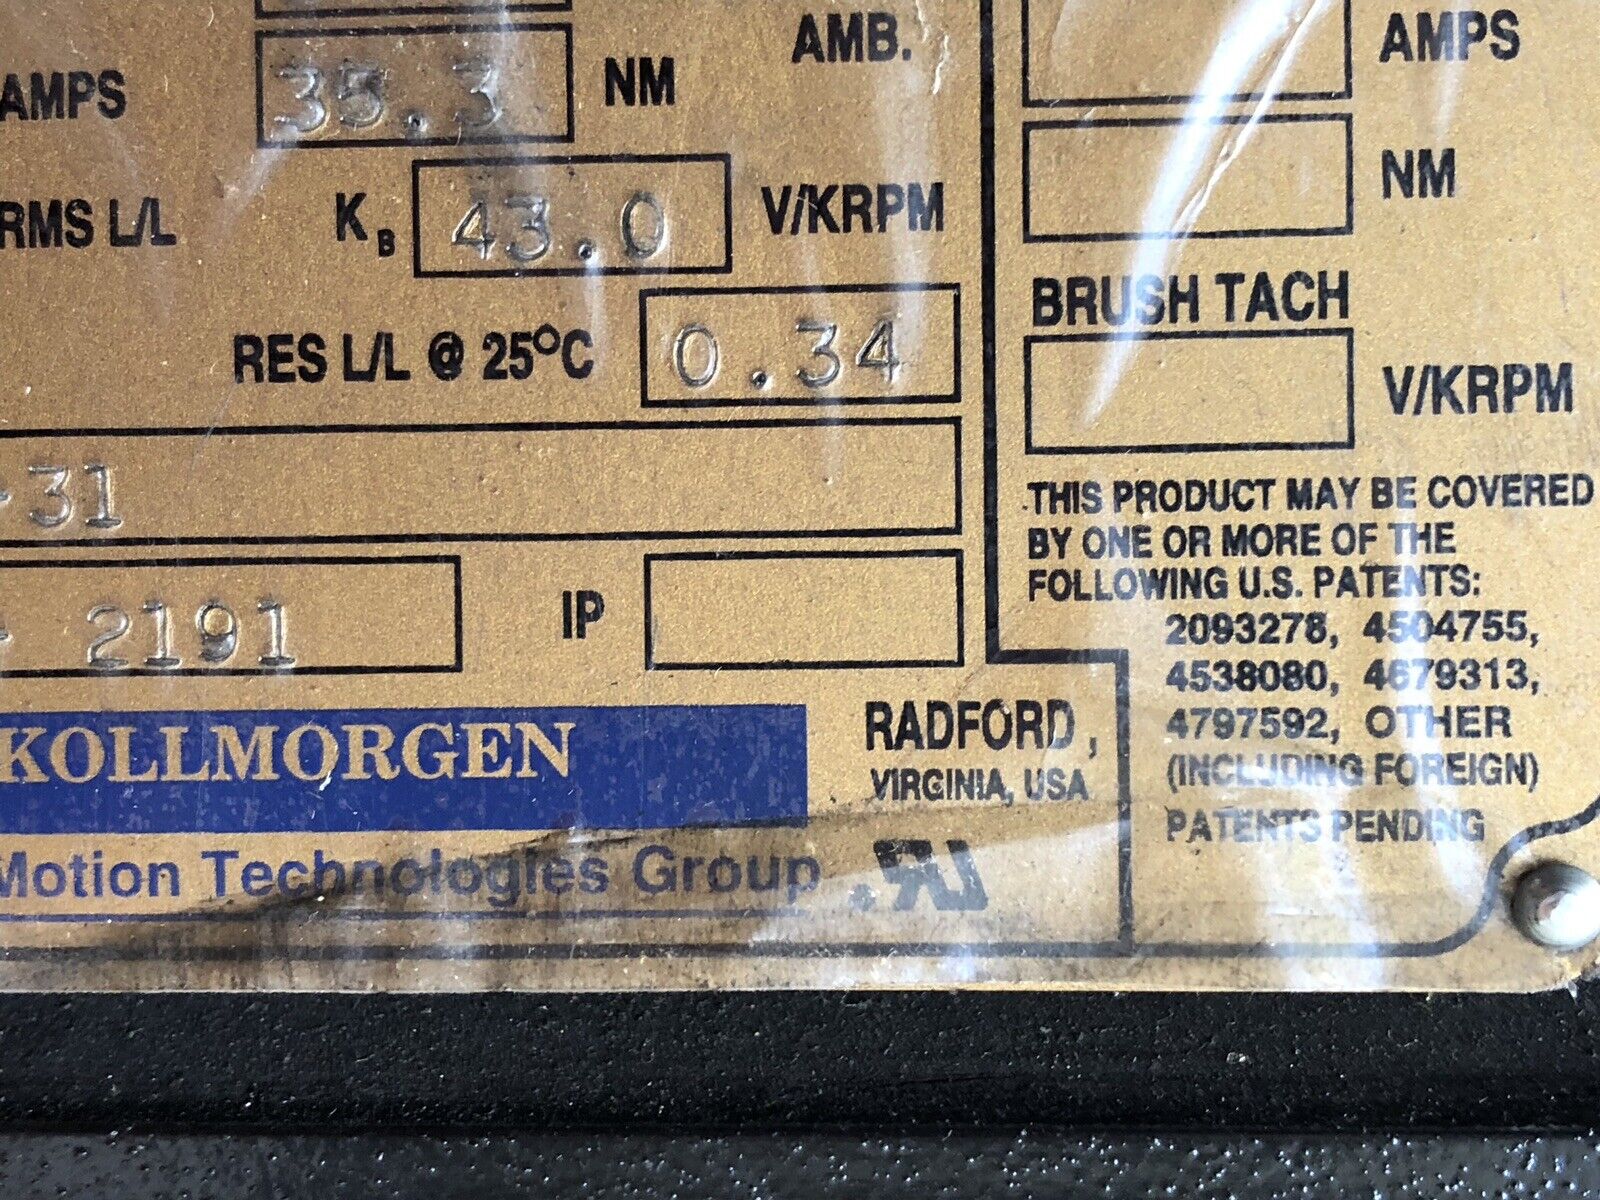 AMPS 35.3 NM AMB.
RMS L/L KB 43.0 V/KRPM
RES L/L @ 25°C 0.34
-31
2191 IP
KOLLMORGEN
Motion Technologies Group
RADFORD,
VIRGINIA, USA
AMPS
NM
BRUSH TACH
V/KRPM
THIS PRODUCT MAY BE COVERED
BY ONE OR MORE OF THE
FOLLOWING U.S. PATENTS:
2093278, 4504755,
4538080, 4679313,
4797592, OTHER
(INCLUDING FOREIGN)
PATENTS PENDING